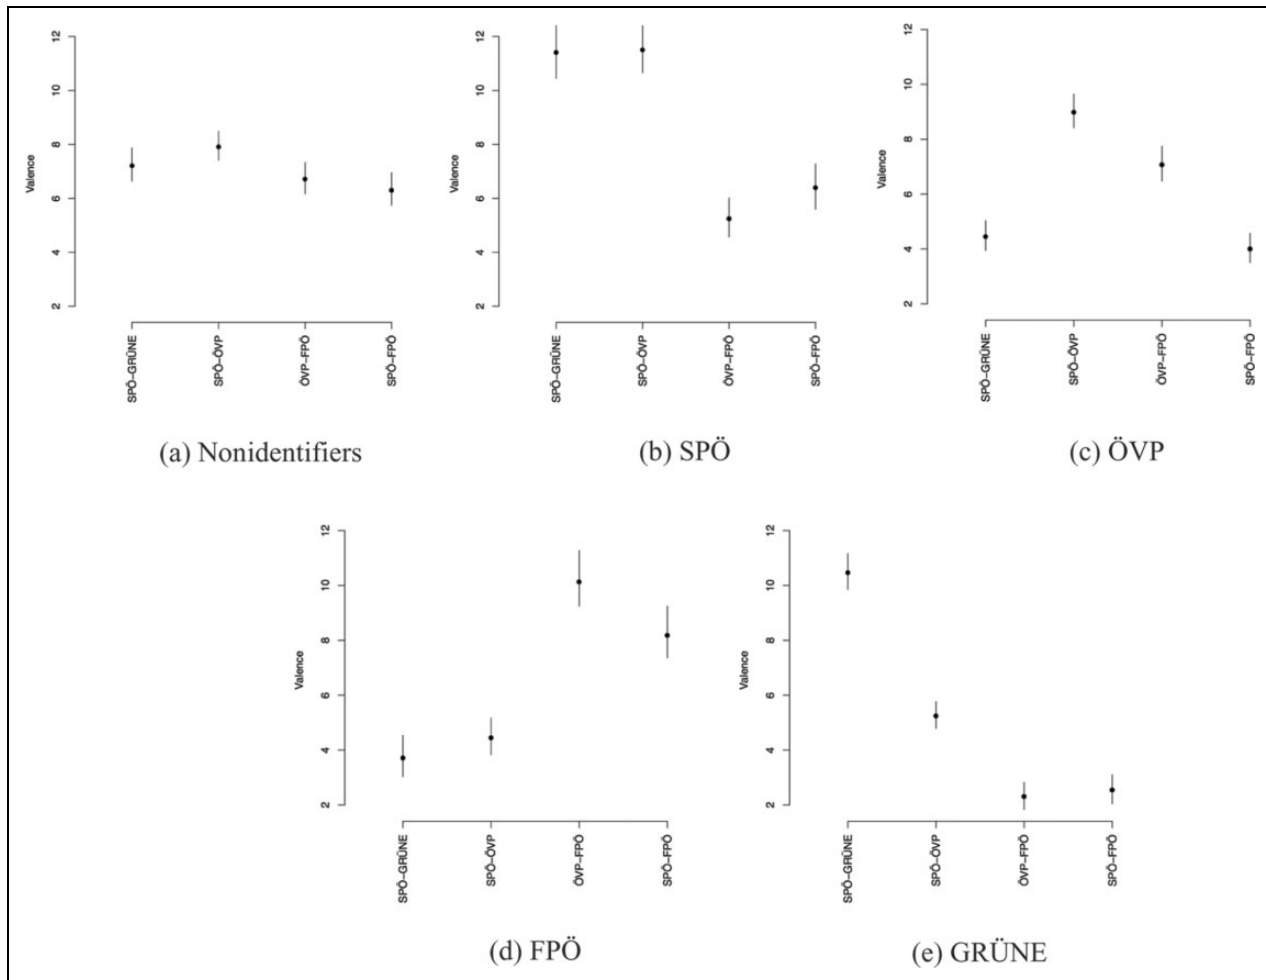 12
10
8
6
4
2
Valence
SPÖ–GRÜNE
SPÖ–ÖVP
ÖVP–FPÖ
SPÖ–FPÖ
(a) Nonidentifiers
12
10
8
6
4
2
Valence
SPÖ–GRÜNE
SPÖ–ÖVP
ÖVP–FPÖ
SPÖ–FPÖ
(b) SPÖ
12
10
8
6
4
2
Valence
SPÖ–GRÜNE
SPÖ–ÖVP
ÖVP–FPÖ
SPÖ–FPÖ
(c) ÖVP
12
10
8
6
4
2
Valence
SPÖ–GRÜNE
SPÖ–ÖVP
ÖVP–FPÖ
SPÖ–FPÖ
(d) FPÖ
12
10
8
6
4
2
Valence
SPÖ–GRÜNE
SPÖ–ÖVP
ÖVP–FPÖ
SPÖ–FPÖ
(e) GRÜNE